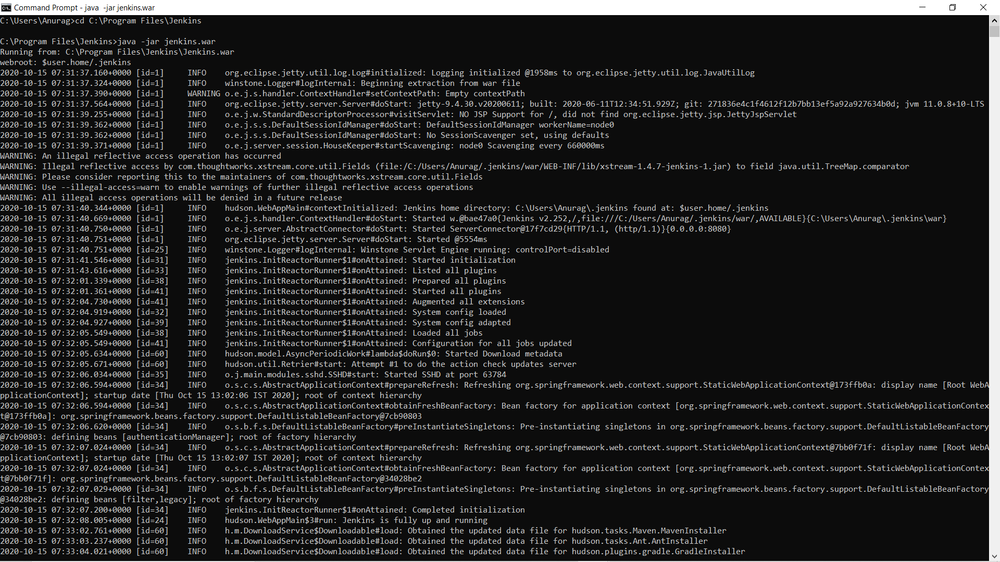 Command Prompt - java  -jar jenkins.war
C:\Users\Anurag>cd C:\Program Files\Jenkins
C:\Program Files\Jenkins>java -jar jenkins.war
Running from: C:\Program Files\Jenkins\Jenkins.war
webroot: $user.home/.jenkins
2020-10-15 07:31:37.160+0000 [id=1]     INFO    org.eclipse.jetty.util.log.Log#initialized: Logging initialized @1958ms to org.eclipse.jetty.util.log.JavaUtilLog
2020-10-15 07:31:37.324+0000 [id=1]     INFO    winstone.Logger#logInternal: Beginning extraction from war file
2020-10-15 07:31:37.390+0000 [id=1]     WARNING o.e.j.s.handler.ContextHandler#setContextPath: Empty contextPath
2020-10-15 07:31:37.564+0000 [id=1]     INFO    org.eclipse.jetty.server.Server#doStart: jetty-9.4.30.v20200611; built: 2020-06-11T12:34:51.929Z; git: 271836e4c1f4612f12b7bb13ef5a92a927634b0d; jvm 11.0.8+10-LTS
2020-10-15 07:31:39.255+0000 [id=1]     INFO    o.e.j.w.StandardDescriptorProcessor#visitServlet: NO JSP Support for /, did not find org.eclipse.jetty.jsp.JettyJspServlet
2020-10-15 07:31:39.362+0000 [id=1]     INFO    o.e.j.s.s.DefaultSessionIdManager#doStart: DefaultSessionIdManager workerName=node0
2020-10-15 07:31:39.362+0000 [id=1]     INFO    o.e.j.s.s.DefaultSessionIdManager#doStart: No SessionScavenger set, using defaults
2020-10-15 07:31:39.371+0000 [id=1]     INFO    o.e.j.server.session.HouseKeeper#startScavenging: node0 Scavenging every 660000ms
WARNING: An illegal reflective access operation has occurred
WARNING: Illegal reflective access by com.thoughtworks.xstream.core.util.Fields (file:/C:/Users/Anurag/.jenkins/war/WEB-INF/lib/xstream-1.4.7-jenkins-1.jar) to field java.util.TreeMap.comparator
WARNING: Please consider reporting this to the maintainers of com.thoughtworks.xstream.core.util.Fields
WARNING: Use --illegal-access=warn to enable warnings of further illegal reflective access operations
WARNING: All illegal access operations will be denied in a future release
2020-10-15 07:31:40.344+0000 [id=1]     INFO    hudson.WebAppMain#contextInitialized: Jenkins home directory: C:\Users\Anurag\.jenkins found at: $user.home/.jenkins
2020-10-15 07:31:40.669+0000 [id=1]     INFO    o.e.j.s.handler.ContextHandler#doStart: Started w.@bae47a0{Jenkins v2.252,/,file:///C:/Users/Anurag/.jenkins/war/,AVAILABLE}{C:\Users\Anurag\.jenkins\war}
2020-10-15 07:31:40.750+0000 [id=1]     INFO    o.e.j.server.AbstractConnector#doStart: Started ServerConnector@17f7cd29{HTTP/1.1, (http/1.1)}{0.0.0.0:8080}
2020-10-15 07:31:40.751+0000 [id=1]     INFO    org.eclipse.jetty.server.Server#doStart: Started @5554ms
2020-10-15 07:31:40.751+0000 [id=25]    INFO    winstone.Logger#logInternal: Winstone Servlet Engine running: controlPort=disabled
2020-10-15 07:31:41.546+0000 [id=31]    INFO    jenkins.InitReactorRunner$1#onAttained: Started initialization
2020-10-15 07:31:43.616+0000 [id=33]    INFO    jenkins.InitReactorRunner$1#onAttained: Listed all plugins
2020-10-15 07:32:01.339+0000 [id=38]    INFO    jenkins.InitReactorRunner$1#onAttained: Prepared all plugins
2020-10-15 07:32:01.361+0000 [id=41]    INFO    jenkins.InitReactorRunner$1#onAttained: Started all plugins
2020-10-15 07:32:04.730+0000 [id=41]    INFO    jenkins.InitReactorRunner$1#onAttained: Augmented all extensions
2020-10-15 07:32:04.919+0000 [id=32]    INFO    jenkins.InitReactorRunner$1#onAttained: System config loaded
2020-10-15 07:32:04.927+0000 [id=39]    INFO    jenkins.InitReactorRunner$1#onAttained: System config adapted
2020-10-15 07:32:05.549+0000 [id=38]    INFO    jenkins.InitReactorRunner$1#onAttained: Loaded all jobs
2020-10-15 07:32:05.549+0000 [id=41]    INFO    jenkins.InitReactorRunner$1#onAttained: Configuration for all jobs updated
2020-10-15 07:32:05.634+0000 [id=60]    INFO    hudson.model.AsyncPeriodicWork#lambda$doRun$0: Started Download metadata
2020-10-15 07:32:05.671+0000 [id=60]    INFO    hudson.util.Retrier#start: Attempt #1 to do the action check updates server
2020-10-15 07:32:06.034+0000 [id=35]    INFO    o.j.main.modules.sshd.SSHD#start: Started SSHD at port 63784
2020-10-15 07:32:06.594+0000 [id=34]    INFO    o.s.c.s.AbstractApplicationContext#prepareRefresh: Refreshing org.springframework.web.context.support.StaticWebApplicationContext@173ffb0a: display name [Root WebA
pplicationContext]; startup date [Thu Oct 15 13:02:06 IST 2020]; root of context hierarchy
2020-10-15 07:32:06.594+0000 [id=34]    INFO    o.s.c.s.AbstractApplicationContext#obtainFreshBeanFactory: Bean factory for application context [org.springframework.web.context.support.StaticWebApplicationContex
t@173ffb0a]: org.springframework.beans.factory.support.DefaultListableBeanFactory@7cb90803
2020-10-15 07:32:06.620+0000 [id=34]    INFO    o.s.b.f.s.DefaultListableBeanFactory#preInstantiateSingletons: Pre-instantiating singletons in org.springframework.beans.factory.support.DefaultListableBeanFactory
@7cb90803: defining beans [authenticationManager]; root of factory hierarchy
2020-10-15 07:32:07.024+0000 [id=34]    INFO    o.s.c.s.AbstractApplicationContext#prepareRefresh: Refreshing org.springframework.web.context.support.StaticWebApplicationContext@7bb0f71f: display name [Root WebA
pplicationContext]; startup date [Thu Oct 15 13:02:07 IST 2020]; root of context hierarchy
2020-10-15 07:32:07.024+0000 [id=34]    INFO    o.s.c.s.AbstractApplicationContext#obtainFreshBeanFactory: Bean factory for application context [org.springframework.web.context.support.StaticWebApplicationContex
t@7bb0f71f]: org.springframework.beans.factory.support.DefaultListableBeanFactory@34028be2
2020-10-15 07:32:07.029+0000 [id=34]    INFO    o.s.b.f.s.DefaultListableBeanFactory#preInstantiateSingletons: Pre-instantiating singletons in org.springframework.beans.factory.support.DefaultListableBeanFactory
@34028be2: defining beans [filter,legacy]; root of factory hierarchy
2020-10-15 07:32:07.200+0000 [id=34]    INFO    jenkins.InitReactorRunner$1#onAttained: Completed initialization
2020-10-15 07:32:08.005+0000 [id=24]    INFO    hudson.WebAppMain$3#run: Jenkins is fully up and running
2020-10-15 07:33:02.761+0000 [id=60]    INFO    h.m.DownloadService$Downloadable#load: Obtained the updated data file for hudson.tasks.Maven.MavenInstaller
2020-10-15 07:33:03.237+0000 [id=60]    INFO    h.m.DownloadService$Downloadable#load: Obtained the updated data file for hudson.tasks.Ant.AntInstaller
2020-10-15 07:33:04.021+0000 [id=60]    INFO    h.m.DownloadService$Downloadable#load: Obtained the updated data file for hudson.plugins.gradle.GradleInstaller